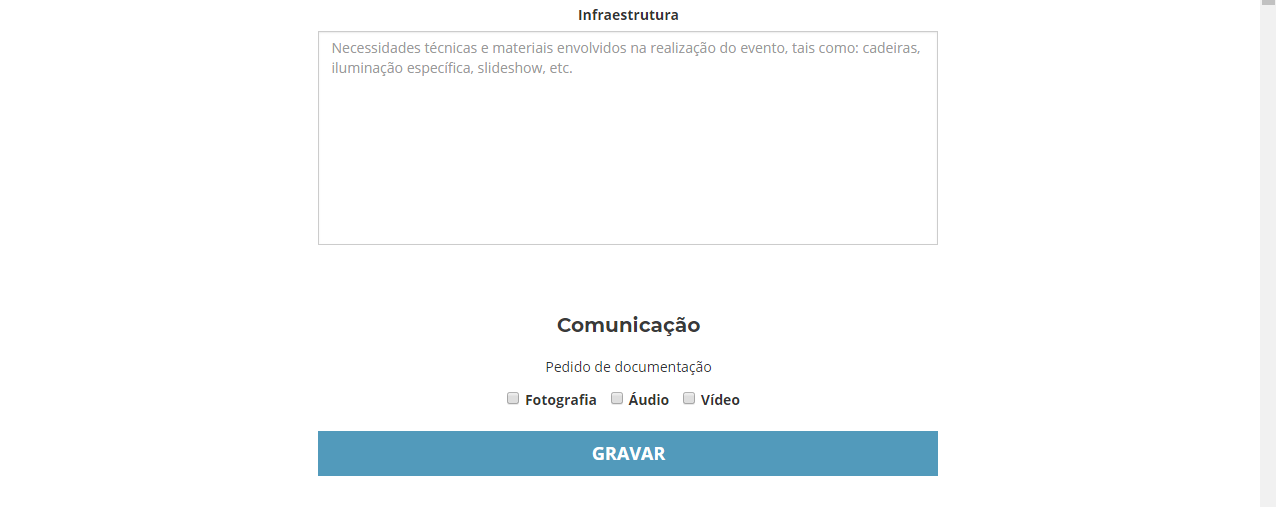 Infraestrutura
Necessidades técnicas e materiais envolvidos na realização do evento, tais como: cadeiras,
iluminação específica, slideshow, etc.
Comunicação
Pedido de documentação
Fotografia Áudio Vídeo
GRAVAR